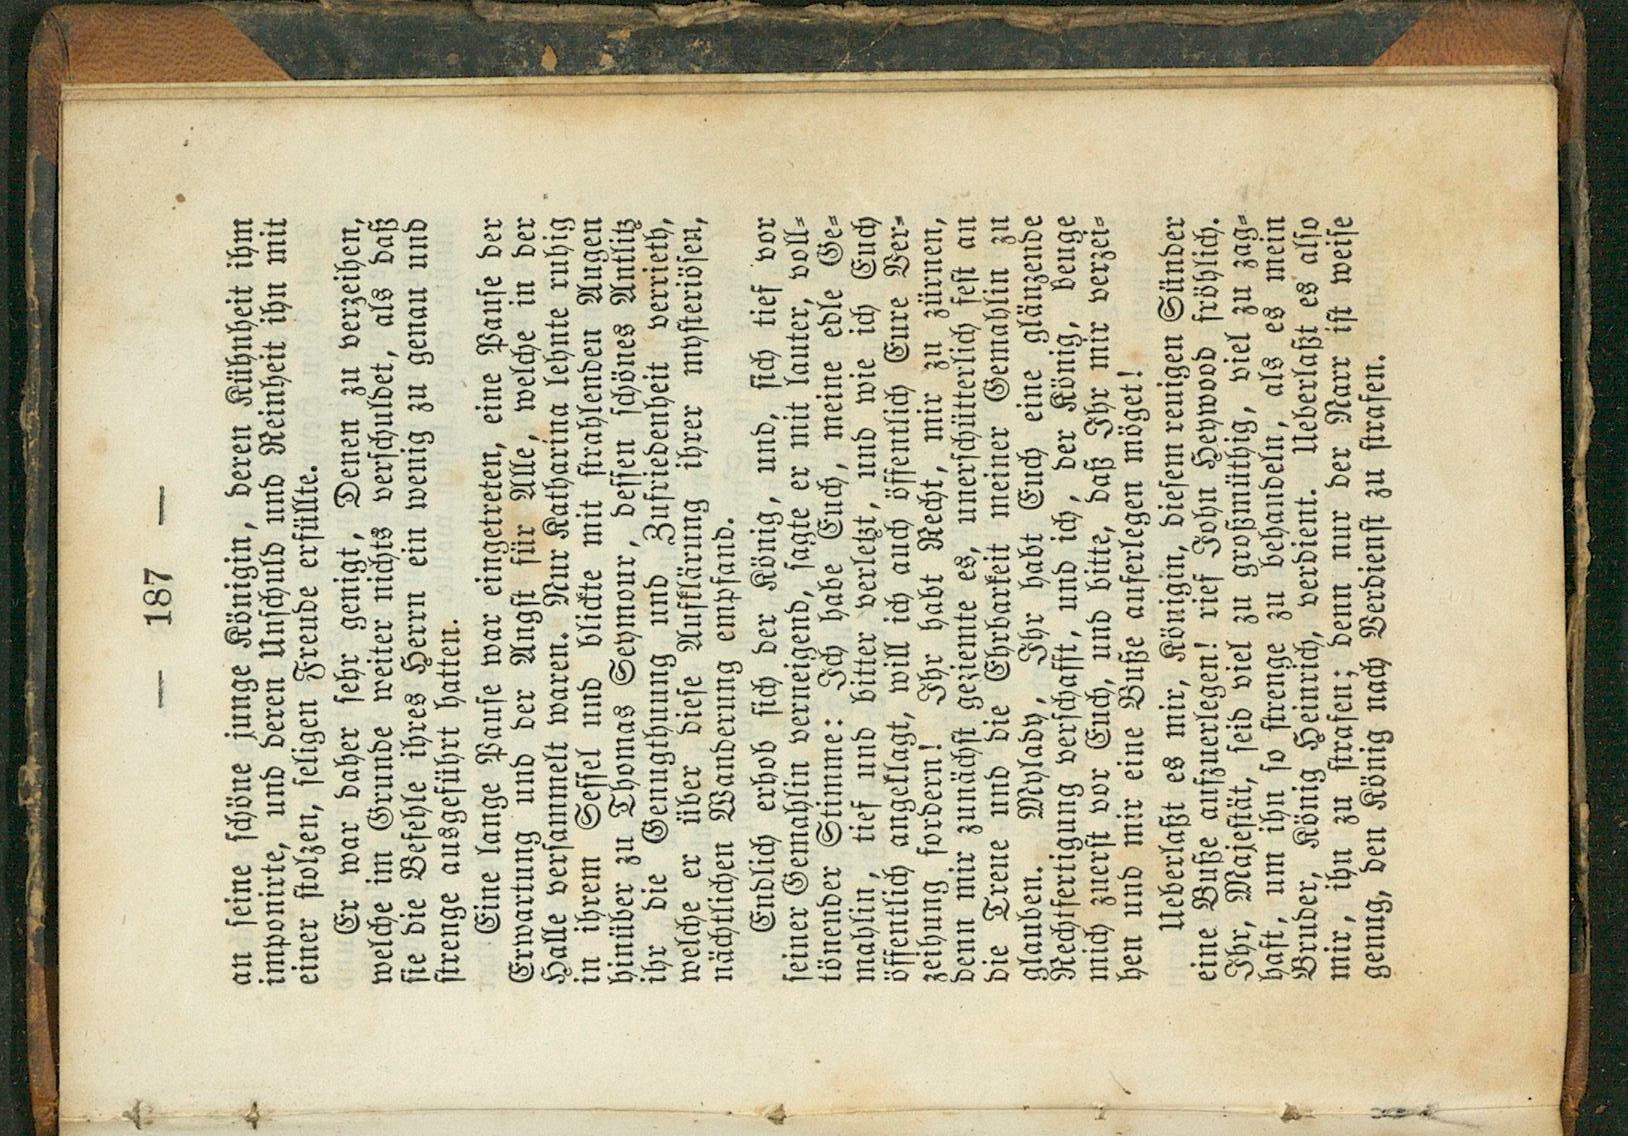 — 187 —
an seine schöne junge Königin, deren Kühnheit ihm
imponirte, und deren Unschuld und Reinheit ihn mit
einer stolzen, seligen Freude erfüllte.
Er war daher sehr genigt, Denen zu verzeihen,
welche im Grunde weiter nichts verschuldet, als daß
sie die Befehle ihres Herrn ein wenig zu genau und
strenge ausgeführt hatten.
Eine lange Pause war eingetreten, eine Pause der
Erwartung und der Angst für Alle, welche in der
Halle versammelt waren. Nur Katharina lehnte ruhig
in ihrem Sessel und blickte mit strahlenden Augen
hinüber zu Thomas Seymour, dessen schönes Antlitz
ihr die Genugthuung und Zufriedenheit verrieth,
welche er über diese Aufklärung ihrer mysteriösen,
nächtlichen Wanderung empfand.
Endlich erhob sich der König, und, sich tief vor
seiner Gemahlin verneigend, sagte er mit lauter, voll-
tönender Stimme: Ich habe Euch, meine edle Ge-
mahlin, tief und bitter verletzt, und wie ich Euch
öffentlich angeklagt, will ich auch öffentlich Eure Ver-
zeihung fordern! Ihr habt Recht, mir zu zürnen,
denn mir zunächst geziemte es, unerschütterlich fest an
die Treue und die Ehrbarkeit meiner Gemahlin zu
glauben. Mylady, Ihr habt Euch eine glänzende
Rechtfertigung verschafft, und ich, der König, beuge
mich zuerst vor Euch, und bitte, daß Ihr mir verzei-
hen und mir eine Buße auferlegen möget!
Ueberlaßt es mir, Königin, diesem reuigen Sünder
eine Buße aufzuerlegen! rief John Heywood fröhlich.
Ihr, Majestät, seid viel zu großmüthig, viel zu zag-
haft, um ihn so strenge zu behandeln, als es mein
Bruder, König Heinrich, verdient. Ueberlaßt es also
mir, ihn zu strafen; denn nur der Narr ist weise
genug, den König nach Verdienst zu strafen.